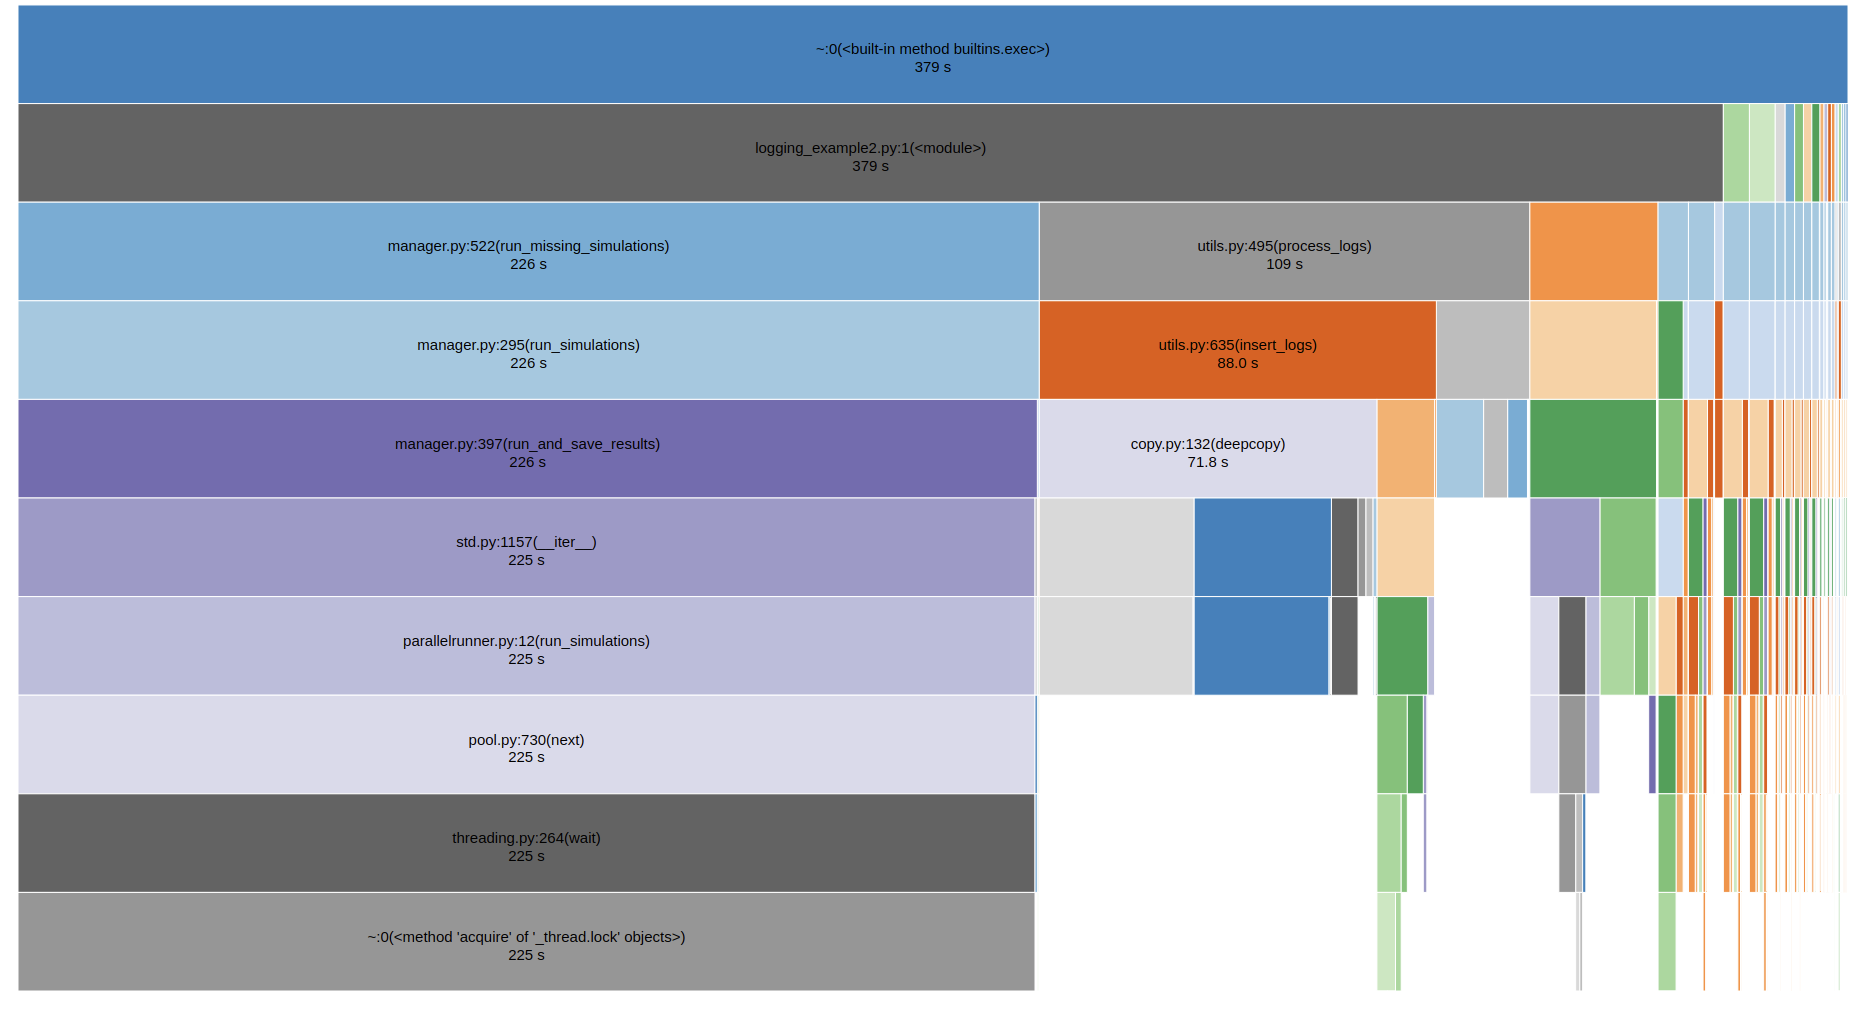 ~:0(<built-in method builtins.exec>)
379 s
logging_example2.py:1(<module>)
379 s
manager.py:522(run_missing_simulations)
226 s
utils.py:495(process_logs)
109 s
manager.py:295(run_simulations)
226 s
utils.py:635(insert_logs)
88.0 s
manager.py:397(run_and_save_results)
226 s
copy.py:132(deepcopy)
71.8 s
std.py:1157(__iter__)
225 s
parallelrunner.py:12(run_simulations)
225 s
pool.py:730(next)
225 s
threading.py:264(wait)
225 s
~:0(<method 'acquire' of '_thread.lock' objects>)
225 s